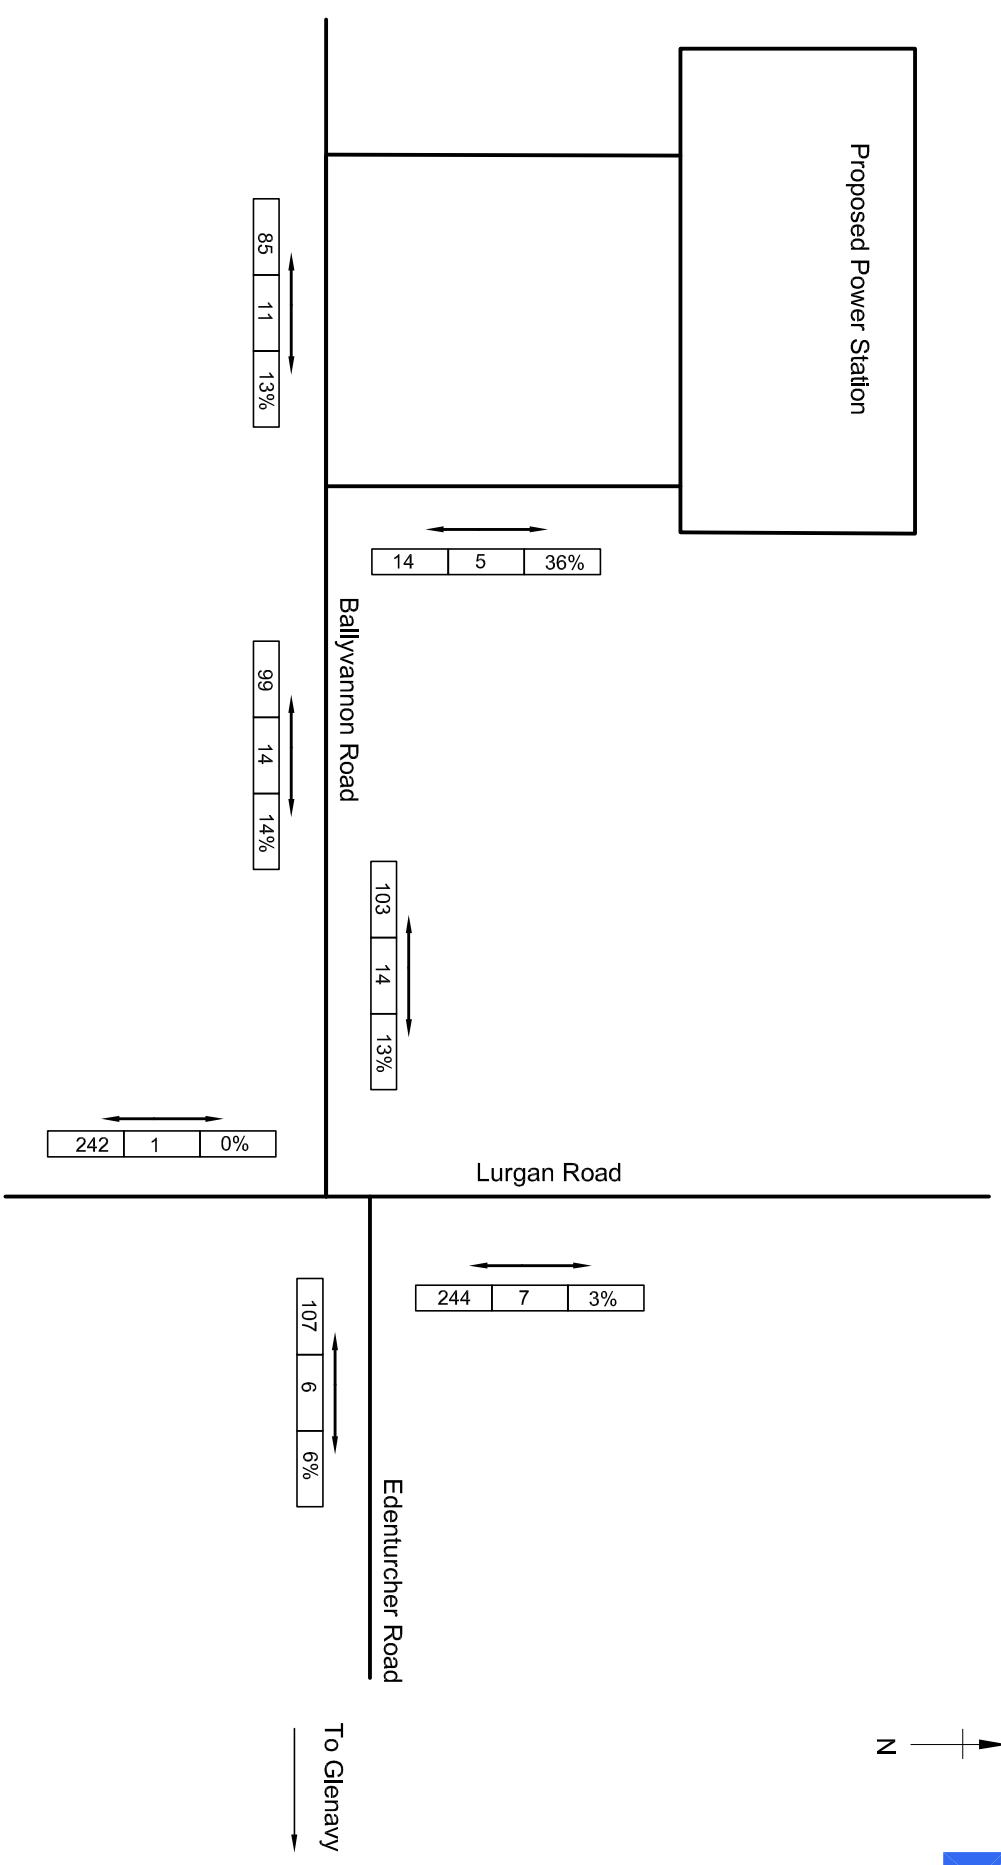 Proposed Power Station
85 11 13%
14 5 36%
Ballyvannon Road
99 14 14%
103 14 13%
242 1 0%
Lurgan Road
244 7 3%
107 6 6%
Edenturcher Road
To Glenavy
N